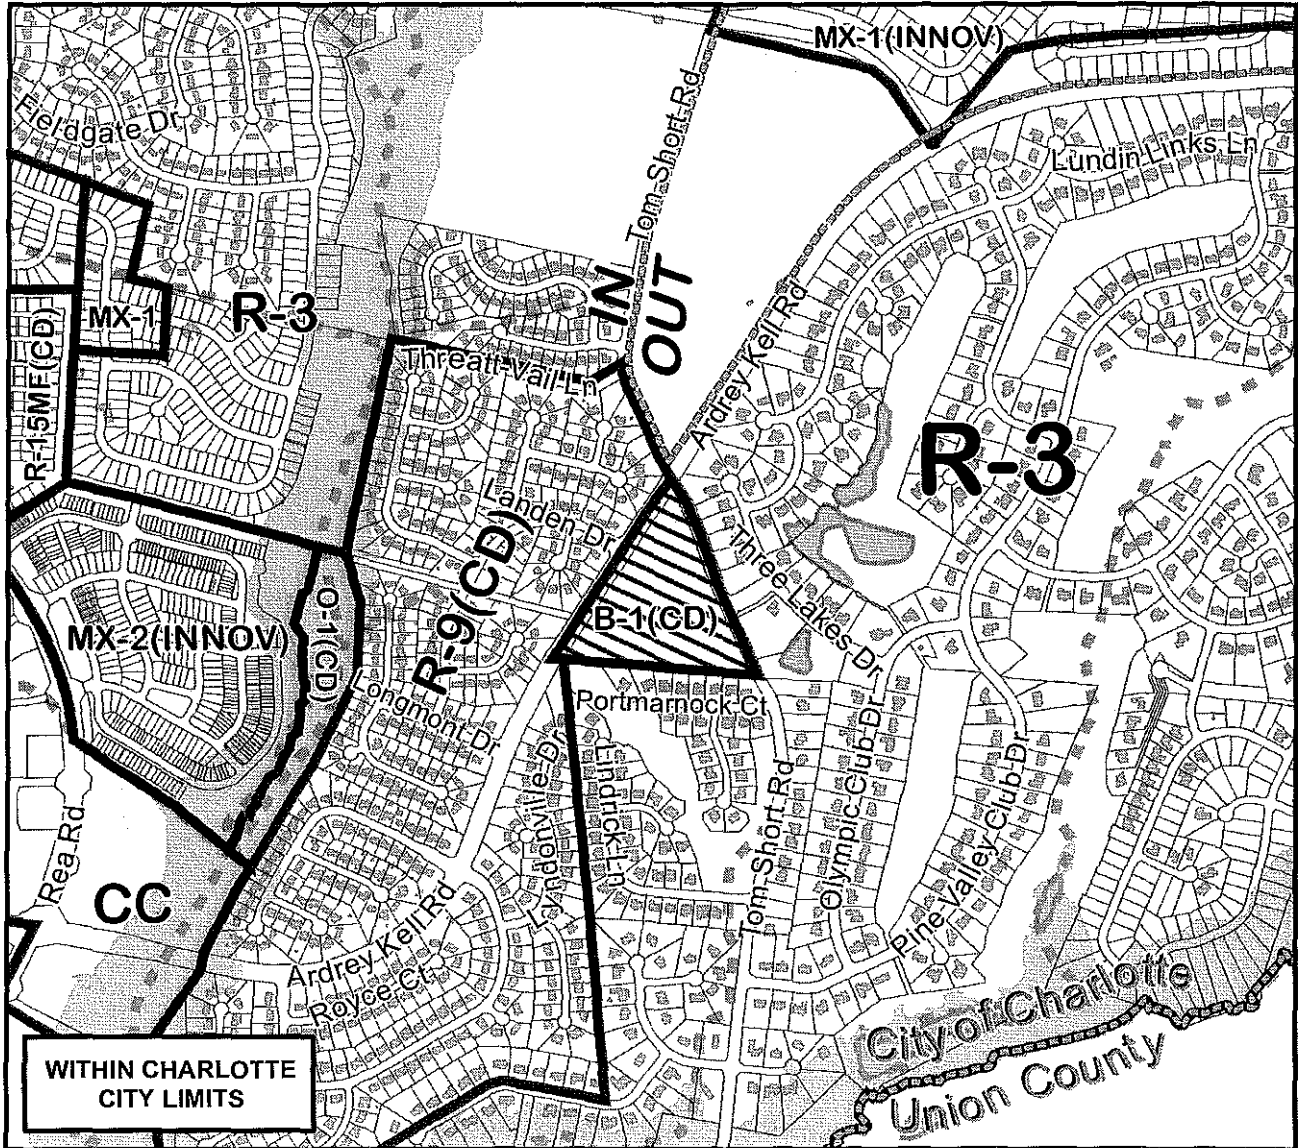 MX-1(INNOV)
Fieldgate Dr
Tom Short Rd
Lundin Links Ln
IN
OUT
MX-1
R-3
R-15MF(CD)
Threatt-Vail Ln
Ardrey Kell Rd
R-3
Landen Dr
R-9(CD)
Three Lakes Dr
B-1(CD)
O-1(CD)
MX-2(INNOV)
Longmont Dr
Portmarnock Ct
Lyndonville Dr
Lindrick Ln
Tom Short Rd
Olympic Club Dr
Pine Valley Club Dr
Rea Rd
CC
Ardrey Kell Rd
Royce Ct
City of Charlotte
Union County
WITHIN CHARLOTTE
CITY LIMITS